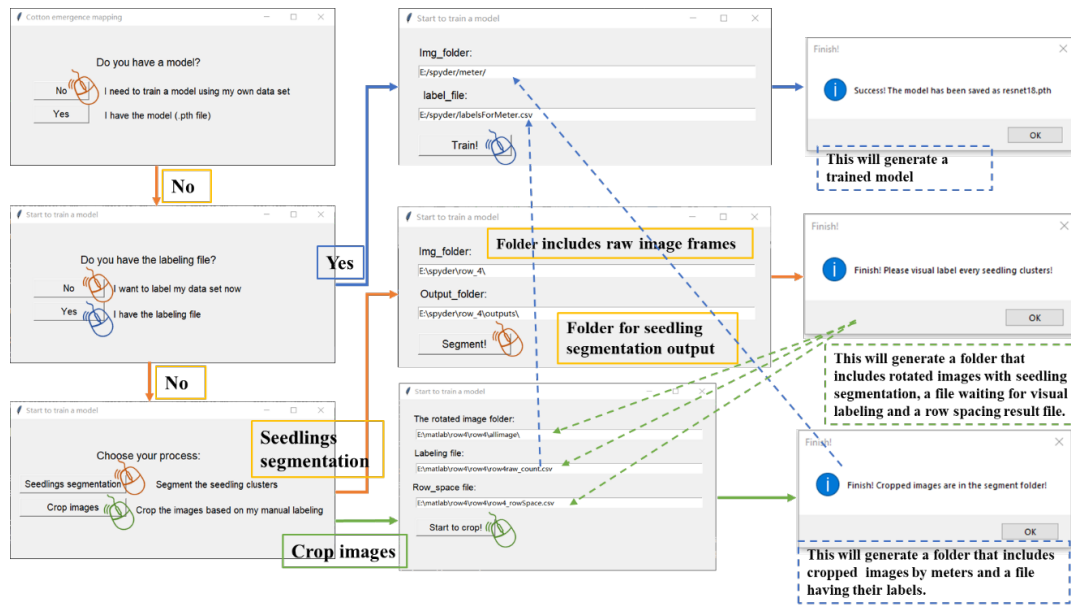 Cotton emergence mapping
Do you have a model?
No
I need to train a model using my own data set
Yes
I have the model (.pth file)
No
Start to train a model
Do you have the labeling file?
No
I want to label my data set now
Yes
I have the labeling file
No
Start to train a model
Choose your process:
Seedlings segmentation
Segment the seedling clusters
Crop images
Crop the images based on my manual labeling
Yes
Seedlings
segmentation
Crop images
Start to train a model
Img_folder:
E:/spyder/meter/
label_file:
E:/spyder/labelsForMeter.csv
Train!
Start to train a model
Folder includes raw image frames
Img_folder:
E:\spyder\row_4\
Output_folder:
E:\spyder\row_4\outputs\
Segment!
Folder for seedling
segmentation output
Start to train a model
The rotated image folder:
E:\matlab\row4\row4\allimage\
Labeling file:
E:\matlab\row4\row4\row4raw_count.csv
Row_space file:
E:\matlab\row4\row4\row4_rowSpace.csv
Start to crop!
Finish!
Success! The model has been saved as resnet18.pth
OK
This will generate a
trained model
Finish!
Finish! Please visual label every seedling clusters!
OK
This will generate a folder that
includes rotated images with seedling
segmentation, a file waiting for visual
labeling and a row spacing result file.
Finish!
Finish! Cropped images are in the segment folder!
OK
This will generate a folder that includes
cropped images by meters and a file
having their labels.